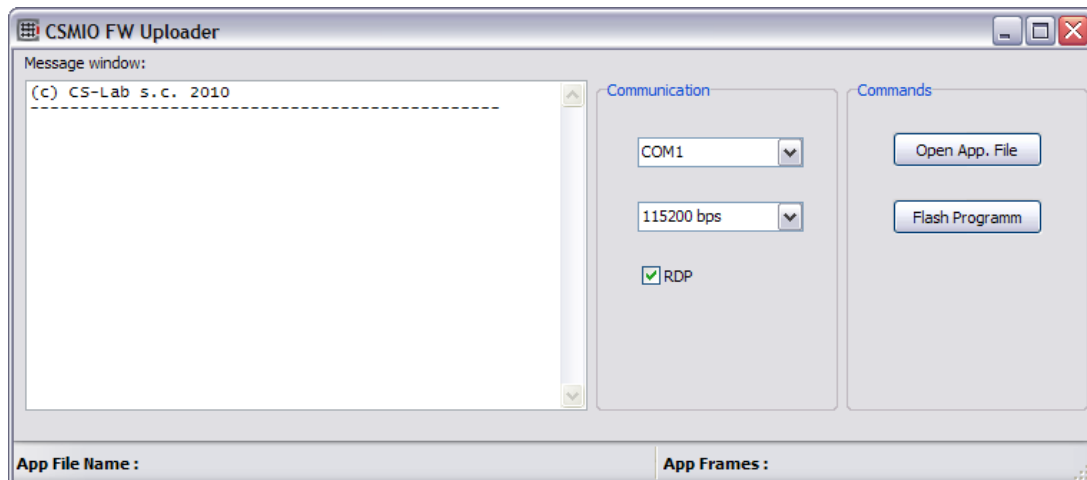 CSMIO FW Uploader
Message window:
(c) CS-Lab s.c. 2010
-----------------------------------------------
Communication
COM1
115200 bps
RDP
Commands
Open App. File
Flash Programm
App File Name :
App Frames :